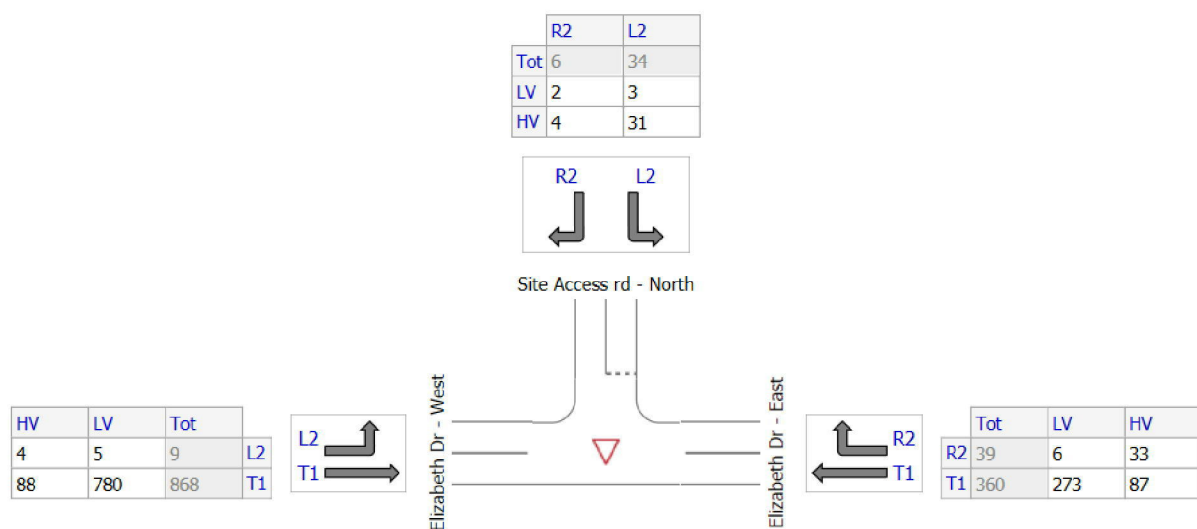 R2 L2
Tot 6 34
LV 2 3
HV 4 31
R2 L2
Site Access rd - North
Elizabeth Dr - West
Elizabeth Dr - East
HV LV Tot
4 5 9 L2
88 780 868 T1
L2
T1
R2
T1
Tot LV HV
R2 39 6 33
T1 360 273 87